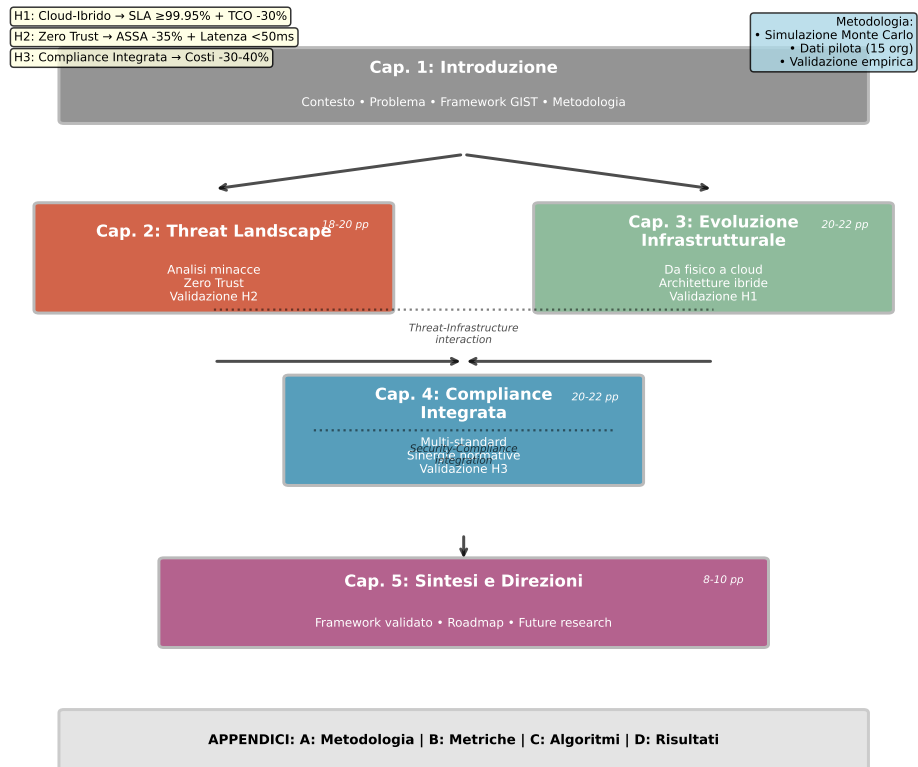 H1: Cloud-Ibrido → SLA ≥99.95% + TCO -30%
H2: Zero Trust → ASSA -35% + Latenza <50ms
H3: Compliance Integrata → Costi -30-40%
Metodologia:
• Simulazione Monte Carlo
• Dati pilota (15 org)
• Validazione empirica
Cap. 1: Introduzione
Contesto • Problema • Framework GIST • Metodologia
Cap. 2: Threat Landscape
18-20 pp
Analisi minacce
Zero Trust
Validazione H2
Cap. 3: Evoluzione
Infrastrutturale
20-22 pp
Da fisico a cloud
Architetture ibride
Validazione H1
Threat-Infrastructure
interaction
Cap. 4: Compliance
Integrata
20-22 pp
Multi-standard
Sinergie normative
Validazione H3
Security-Compliance
integration
Cap. 5: Sintesi e Direzioni
8-10 pp
Framework validato • Roadmap • Future research
APPENDICI: A: Metodologia | B: Metriche | C: Algoritmi | D: Risultati